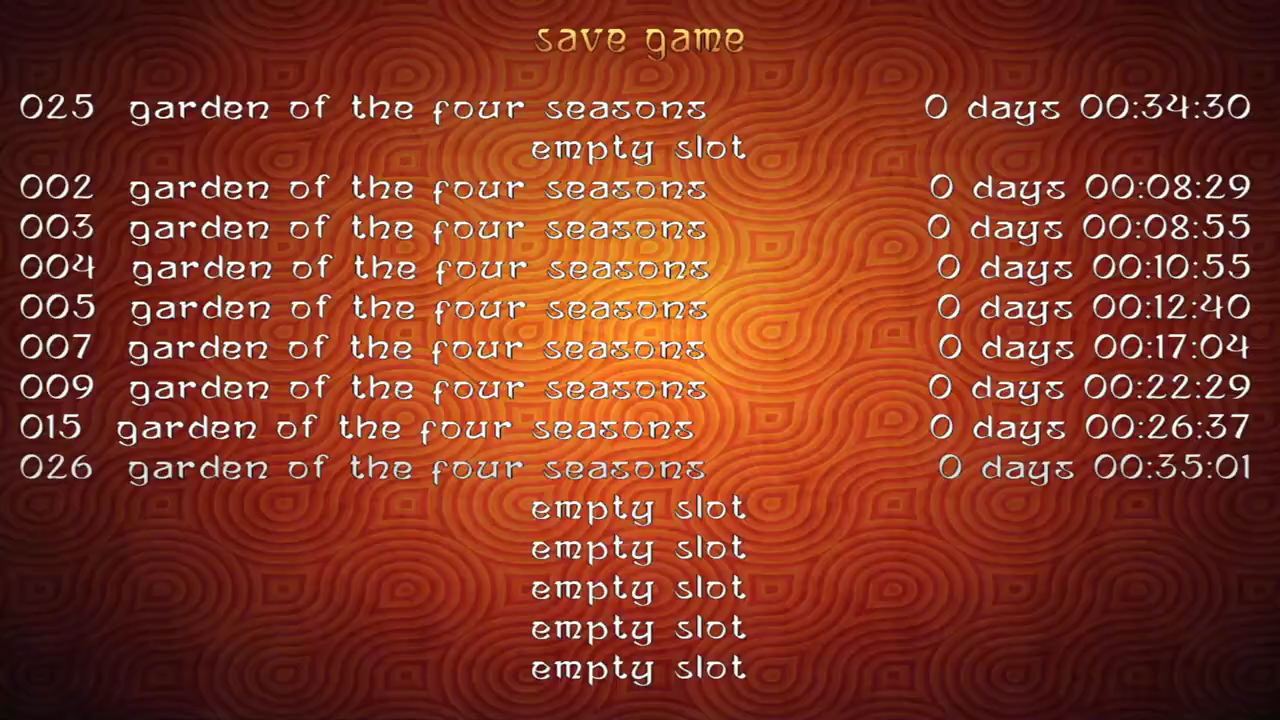 save game
025 garden of the four seasons 0 days 00:34:30
empty slot
002 garden of the four seasons 0 days 00:08:29
003 garden of the four seasons 0 days 00:08:55
004 garden of the four seasons 0 days 00:10:55
005 garden of the four seasons 0 days 00:12:40
007 garden of the four seasons 0 days 00:17:04
009 garden of the four seasons 0 days 00:22:29
015 garden of the four seasons 0 days 00:26:37
026 garden of the four seasons 0 days 00:35:01
empty slot
empty slot
empty slot
empty slot
empty slot